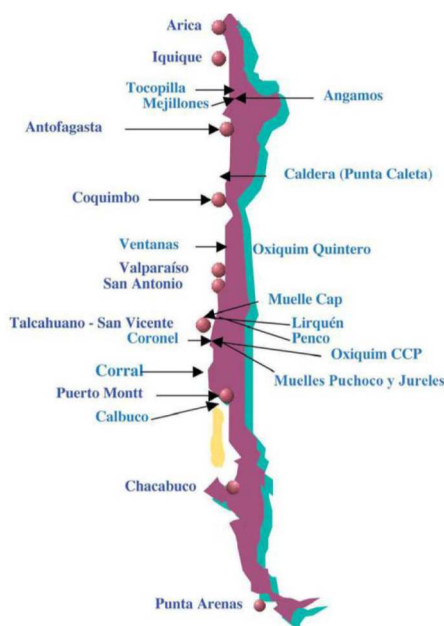 Arica
Iquique
Tocopilla
Mejillones
Angamos
Antofagasta
Caldera (Punta Caleta)
Coquimbo
Ventanas
Oxiquim Quintero
Valparaíso
San Antonio
Muelle Cap
Talcahuano - San Vicente
Lirquén
Penco
Coronel
Oxiquim CCP
Corral
Muelles Puchoco y Jureles
Puerto Montt
Calbuco
Chacabuco
Punta Arenas